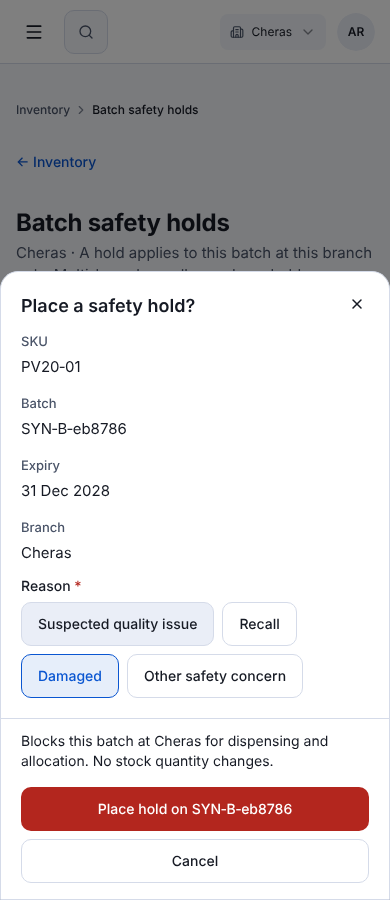 Cheras
AR
Inventory > Batch safety holds
← Inventory
Batch safety holds
Cheras · A hold applies to this batch at this branch
Place a safety hold?
SKU
PV20-01
Batch
SYN-B-eb8786
Expiry
31 Dec 2028
Branch
Cheras
Reason *
Suspected quality issue
Recall
Damaged
Other safety concern
Blocks this batch at Cheras for dispensing and
allocation. No stock quantity changes.
Place hold on SYN-B-eb8786
Cancel